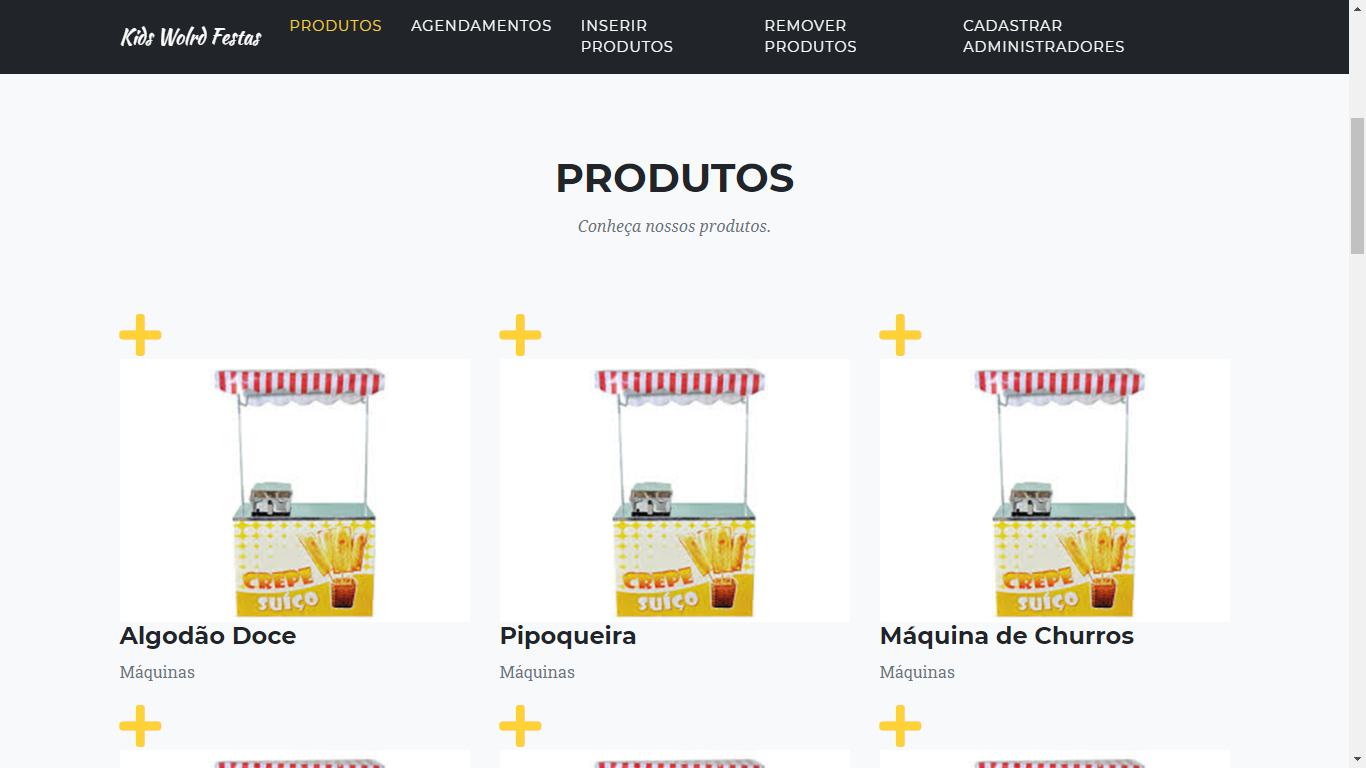 Kids Wolrd Festas
PRODUTOS
AGENDAMENTOS
INSERIR
PRODUTOS
REMOVER
PRODUTOS
CADASTRAR
ADMINISTRADORES
PRODUTOS
Conheça nossos produtos.
CREPE
SUÍÇO
CREPE
SUÍÇO
CREPE
SUÍÇO
Algodão Doce
Pipoqueira
Máquina de Churros
Máquinas
Máquinas
Máquinas